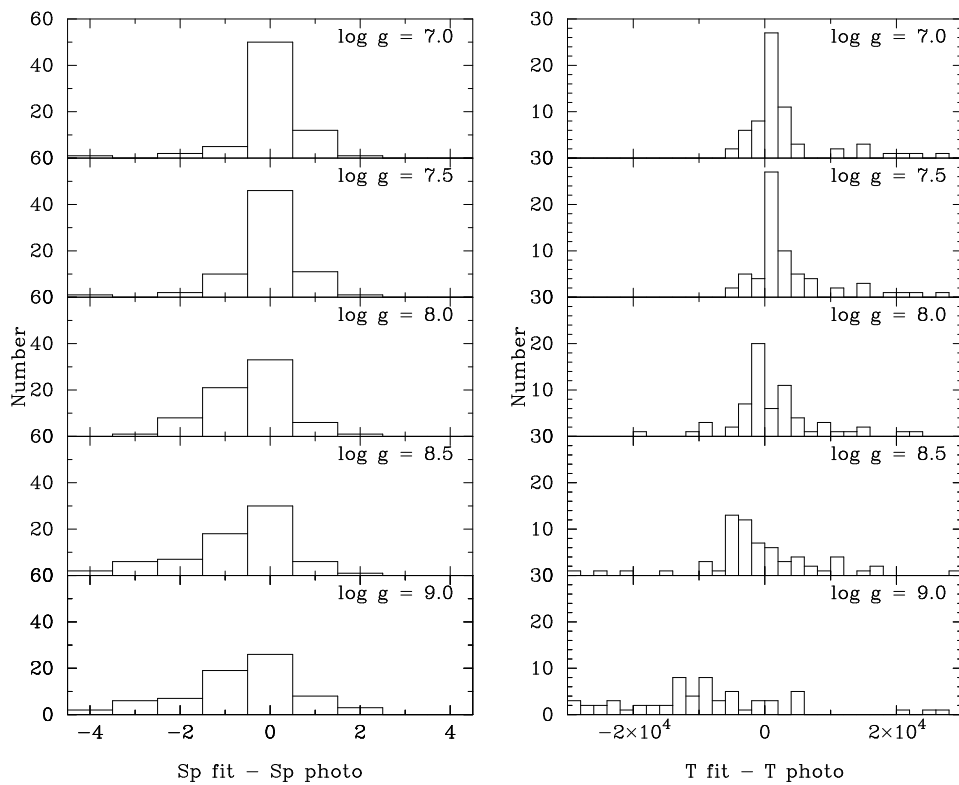 60
40
20
log g = 7.0
60
40
20
log g = 7.5
60
40
20
log g = 8.0
60
40
20
log g = 8.5
60
40
20
0
log g = 9.0
Number
−4 −2 0 2 4
Sp fit − Sp photo
30
20
10
log g = 7.0
30
20
10
log g = 7.5
30
20
10
log g = 8.0
30
20
10
log g = 8.5
30
20
10
0
log g = 9.0
Number
−2×10⁴ 0 2×10⁴
T fit − T photo